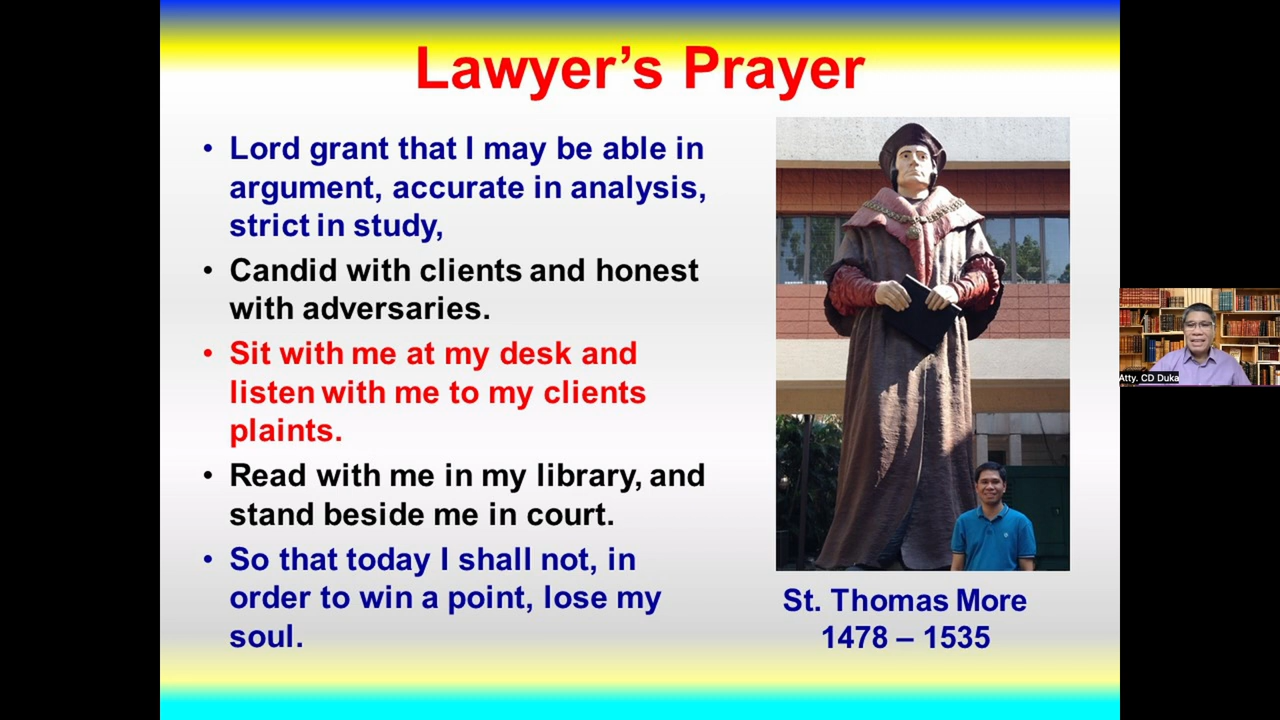 Lawyer’s Prayer
• Lord grant that I may be able in
argument, accurate in analysis,
strict in study,
• Candid with clients and honest
with adversaries.
• Sit with me at my desk and
listen with me to my clients
plaints.
• Read with me in my library, and
stand beside me in court.
• So that today I shall not, in
order to win a point, lose my
soul.
St. Thomas More
1478 – 1535
Atty. CD Duka